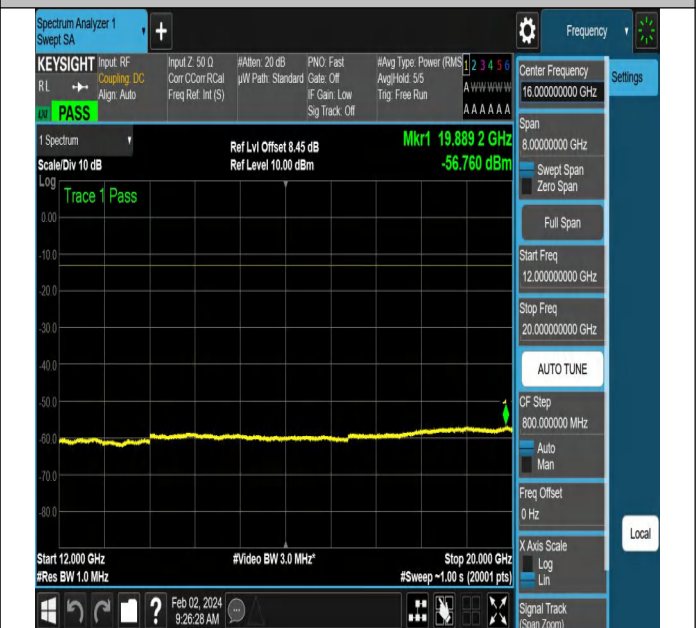 Spectrum Analyzer 1
Swept SA
Frequency
KEYSIGHT
RL
PASS
Input: RF
Coupling: DC
Align: Auto
Input Z: 50 Ω
Corr CCorr RCal
Freq Ref: Int (S)
#Atten: 20 dB
µW Path: Standard
PNO: Fast
Gate: Off
IF Gain: Low
Sig Track: Off
#Avg Type: Power (RMS
Avg|Hold: 5/5
Trig: Free Run
1 2 3 4 5 6
A W W W W W
A A A A A A
1 Spectrum
Scale/Div 10 dB
Ref Lvl Offset 8.45 dB
Ref Level 10.00 dBm
Mkr1 19.889 2 GHz
-56.760 dBm
Log
Trace 1 Pass
0.00
-10.0
-20.0
-30.0
-40.0
-50.0
-60.0
-70.0
-80.0
Start 12.000 GHz
#Res BW 1.0 MHz
#Video BW 3.0 MHz*
Stop 20.000 GHz
#Sweep ~1.00 s (20001 pts)
?
Feb 02, 2024
9:26:28 AM
Center Frequency
16.000000000 GHz
Settings
Span
8.00000000 GHz
Swept Span
Zero Span
Full Span
Start Freq
12.000000000 GHz
Stop Freq
20.000000000 GHz
AUTO TUNE
CF Step
800.000000 MHz
Auto
Man
Freq Offset
0 Hz
X Axis Scale
Log
Lin
Local
Signal Track
(Span Zoom)